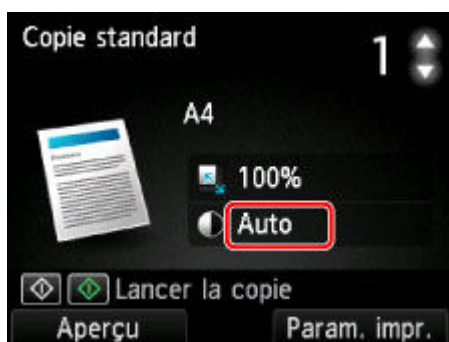 Copie standard
1
A4
100%
Auto
Lancer la copie
Aperçu Param. impr.